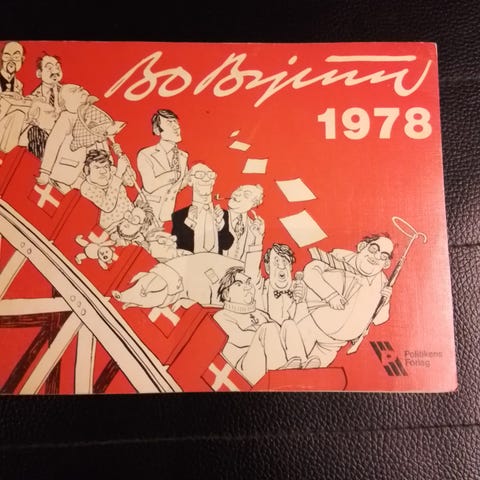 Bo Bojesen
1978
Politikens
Forlag